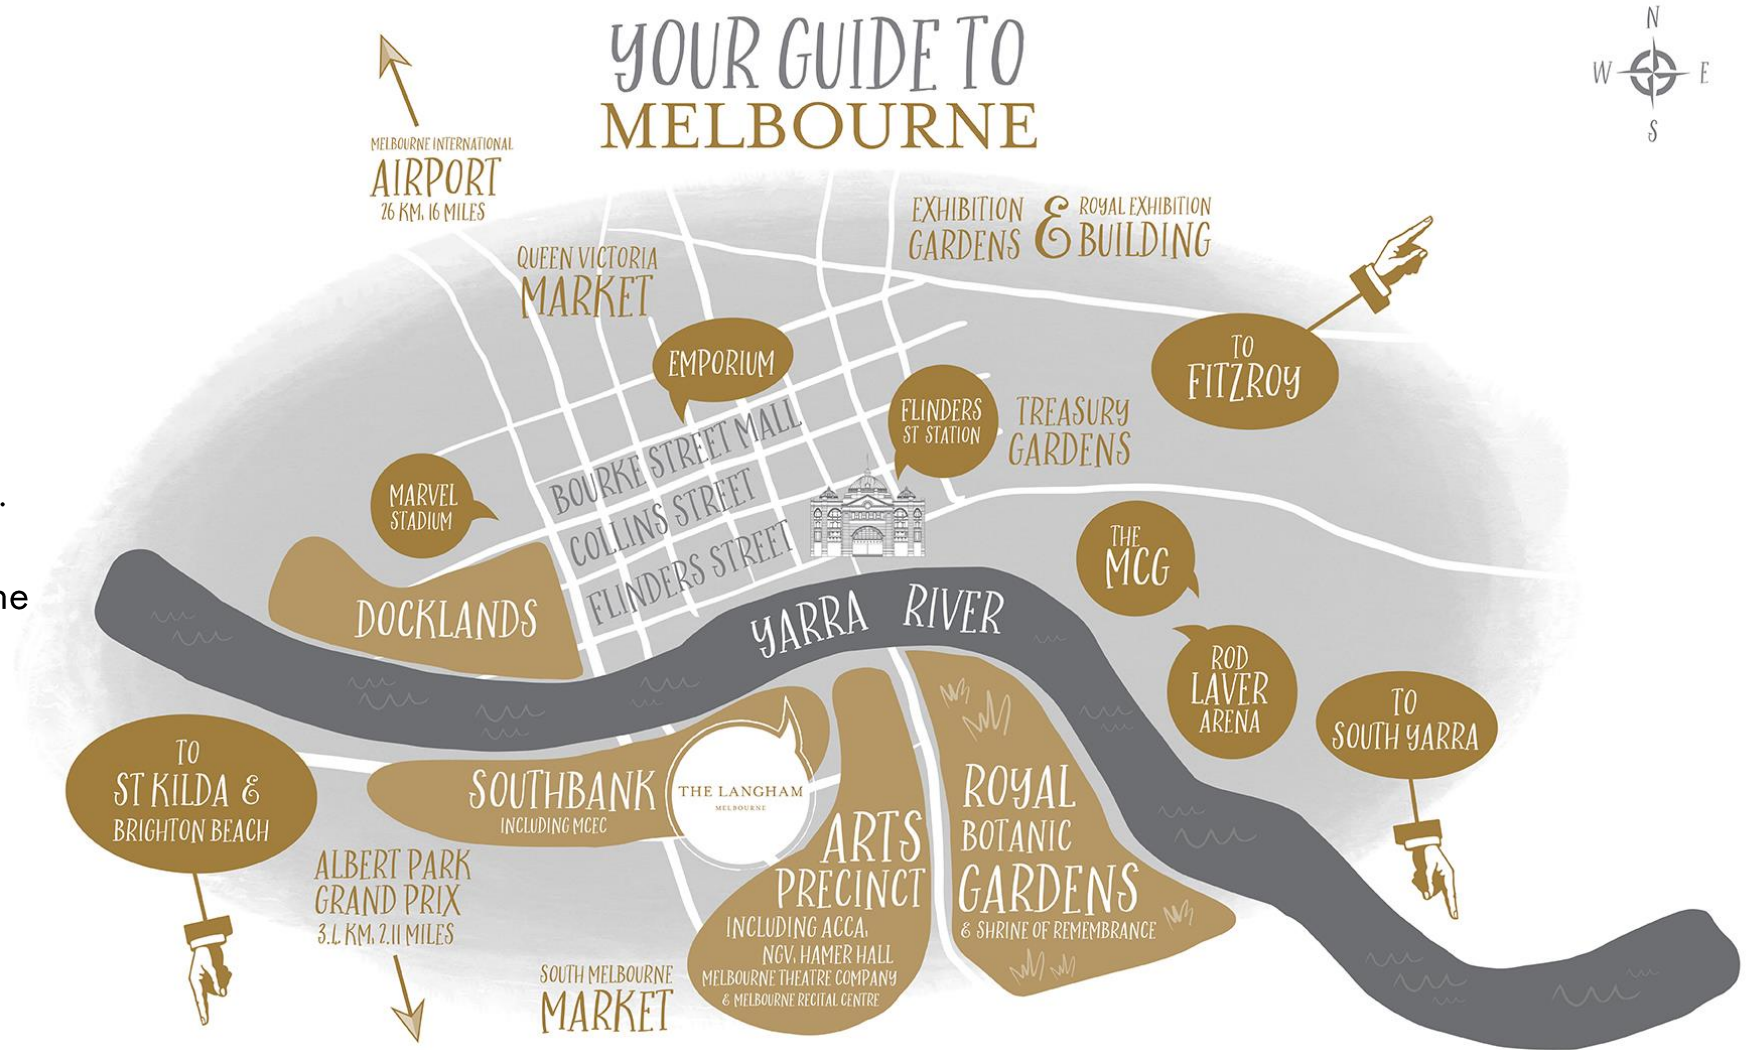 YOUR GUIDE TO
MELBOURNE
N
W E
S
MELBOURNE INTERNATIONAL
AIRPORT
26 KM, 16 MILES
QUEEN VICTORIA
MARKET
EXHIBITION
GARDENS
&
ROYAL EXHIBITION
BUILDING
TO
FITZROY
EMPORIUM
FLINDERS
ST STATION
TREASURY
GARDENS
BOURKE STREET MALL
COLLINS STREET
FLINDERS STREET
MARVEL
STADIUM
.
ne
DOCKLANDS
YARRA RIVER
THE
MCG
ROD
LAVER
ARENA
TO
SOUTH YARRA
TO
ST KILDA &
BRIGHTON BEACH
SOUTHBANK
INCLUDING MCEC
THE LANGHAM
MELBOURNE
ALBERT PARK
GRAND PRIX
3.4 KM, 2.11 MILES
ARTS
PRECINCT
INCLUDING ACCA,
NGV, HAMER HALL
MELBOURNE THEATRE COMPANY
& MELBOURNE RECITAL CENTRE
ROYAL
BOTANIC
GARDENS
& SHRINE OF REMEMBRANCE
SOUTH MELBOURNE
MARKET